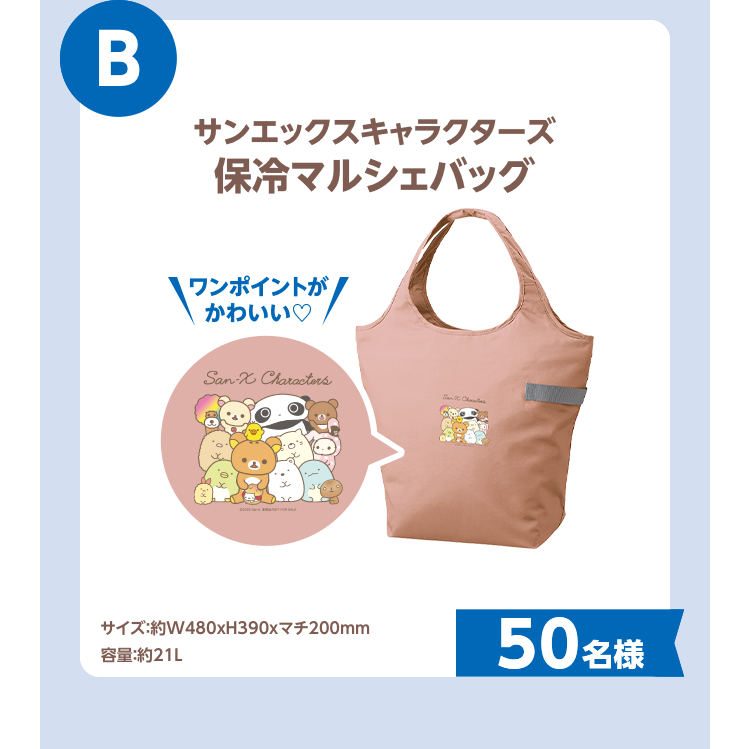 B
サンエックスキャラクターズ
保冷マルシェバッグ
ワンポイントが
かわいい♡
San-X Characters
San-X Characters
サイズ:約W480xH390xマチ200mm
容量:約21L
50名様